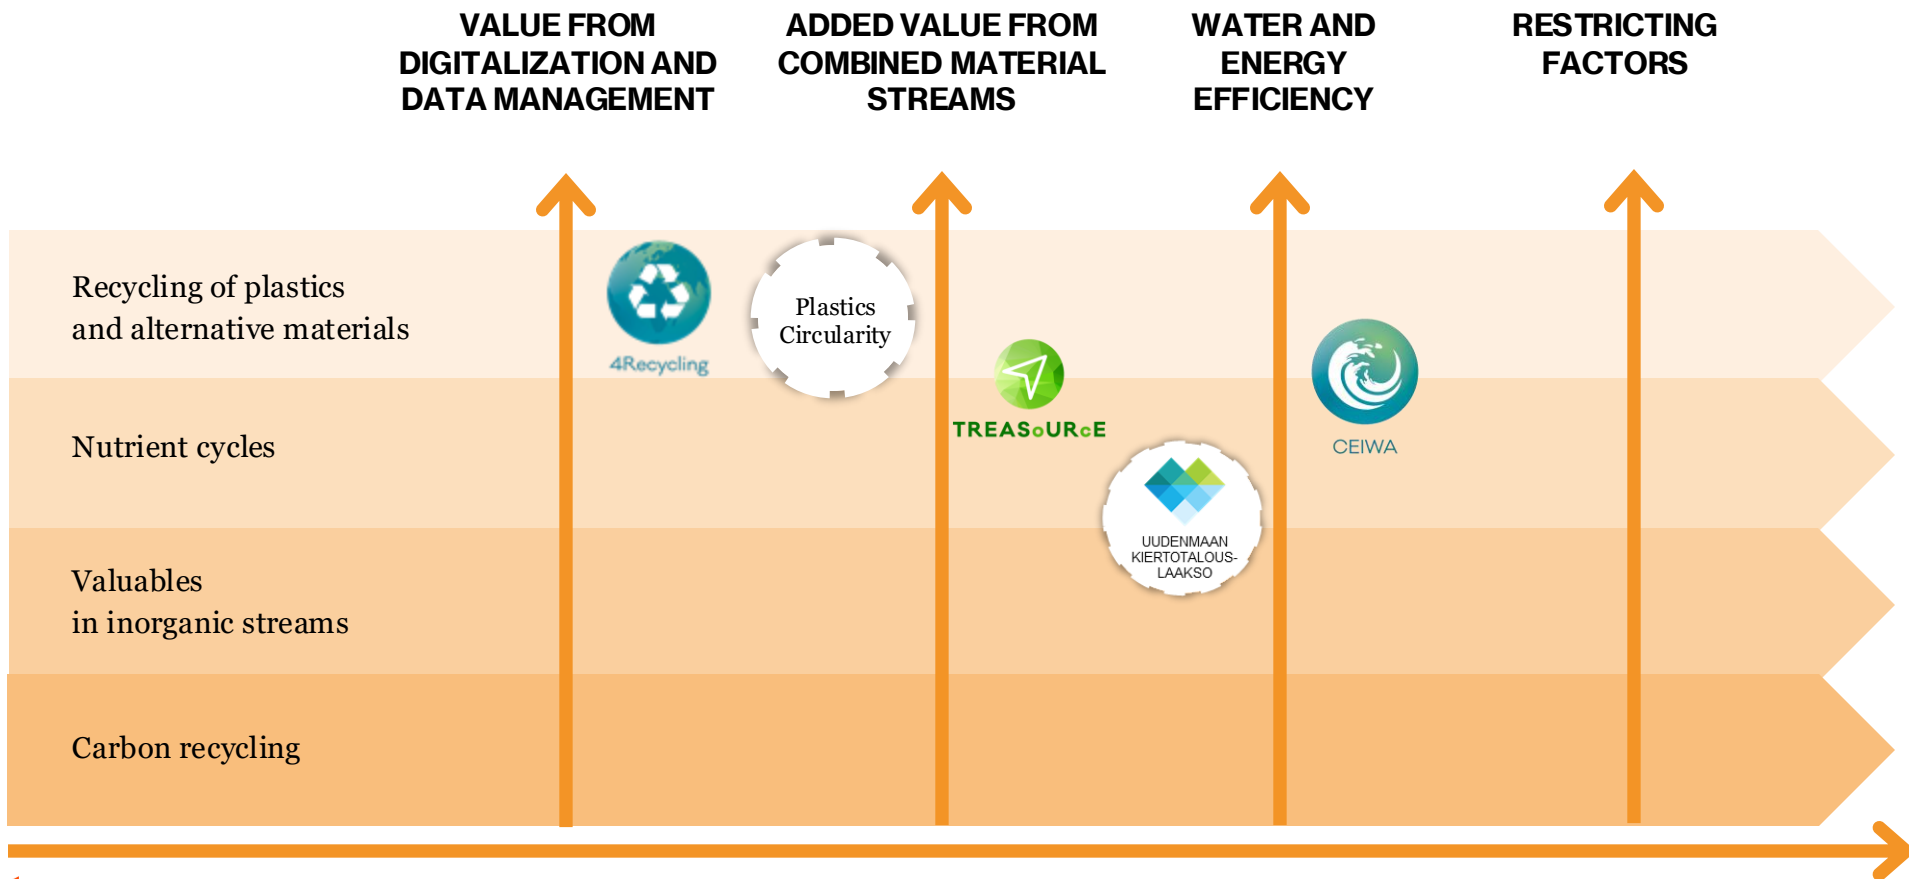 VALUE FROM
DIGITALIZATION AND
DATA MANAGEMENT
ADDED VALUE FROM
COMBINED MATERIAL
STREAMS
WATER AND
ENERGY
EFFICIENCY
RESTRICTING
FACTORS
Recycling of plastics
and alternative materials
4Recycling
Plastics
Circularity
TREASoURcE
CEIWA
Nutrient cycles
UUDENMAAN
KIERTOTALOUS-
LAAKSO
Valuables
in inorganic streams
Carbon recycling